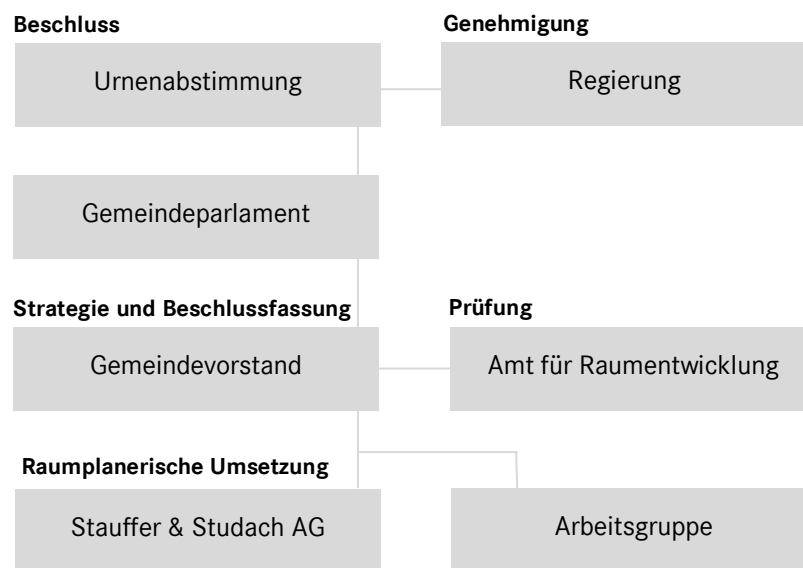 Beschluss
Genehmigung
Urnenabstimmung
Regierung
Gemeindeparlament
Strategie und Beschlussfassung
Prüfung
Gemeindevorstand
Amt für Raumentwicklung
Raumplanerische Umsetzung
Stauffer & Studach AG
Arbeitsgruppe